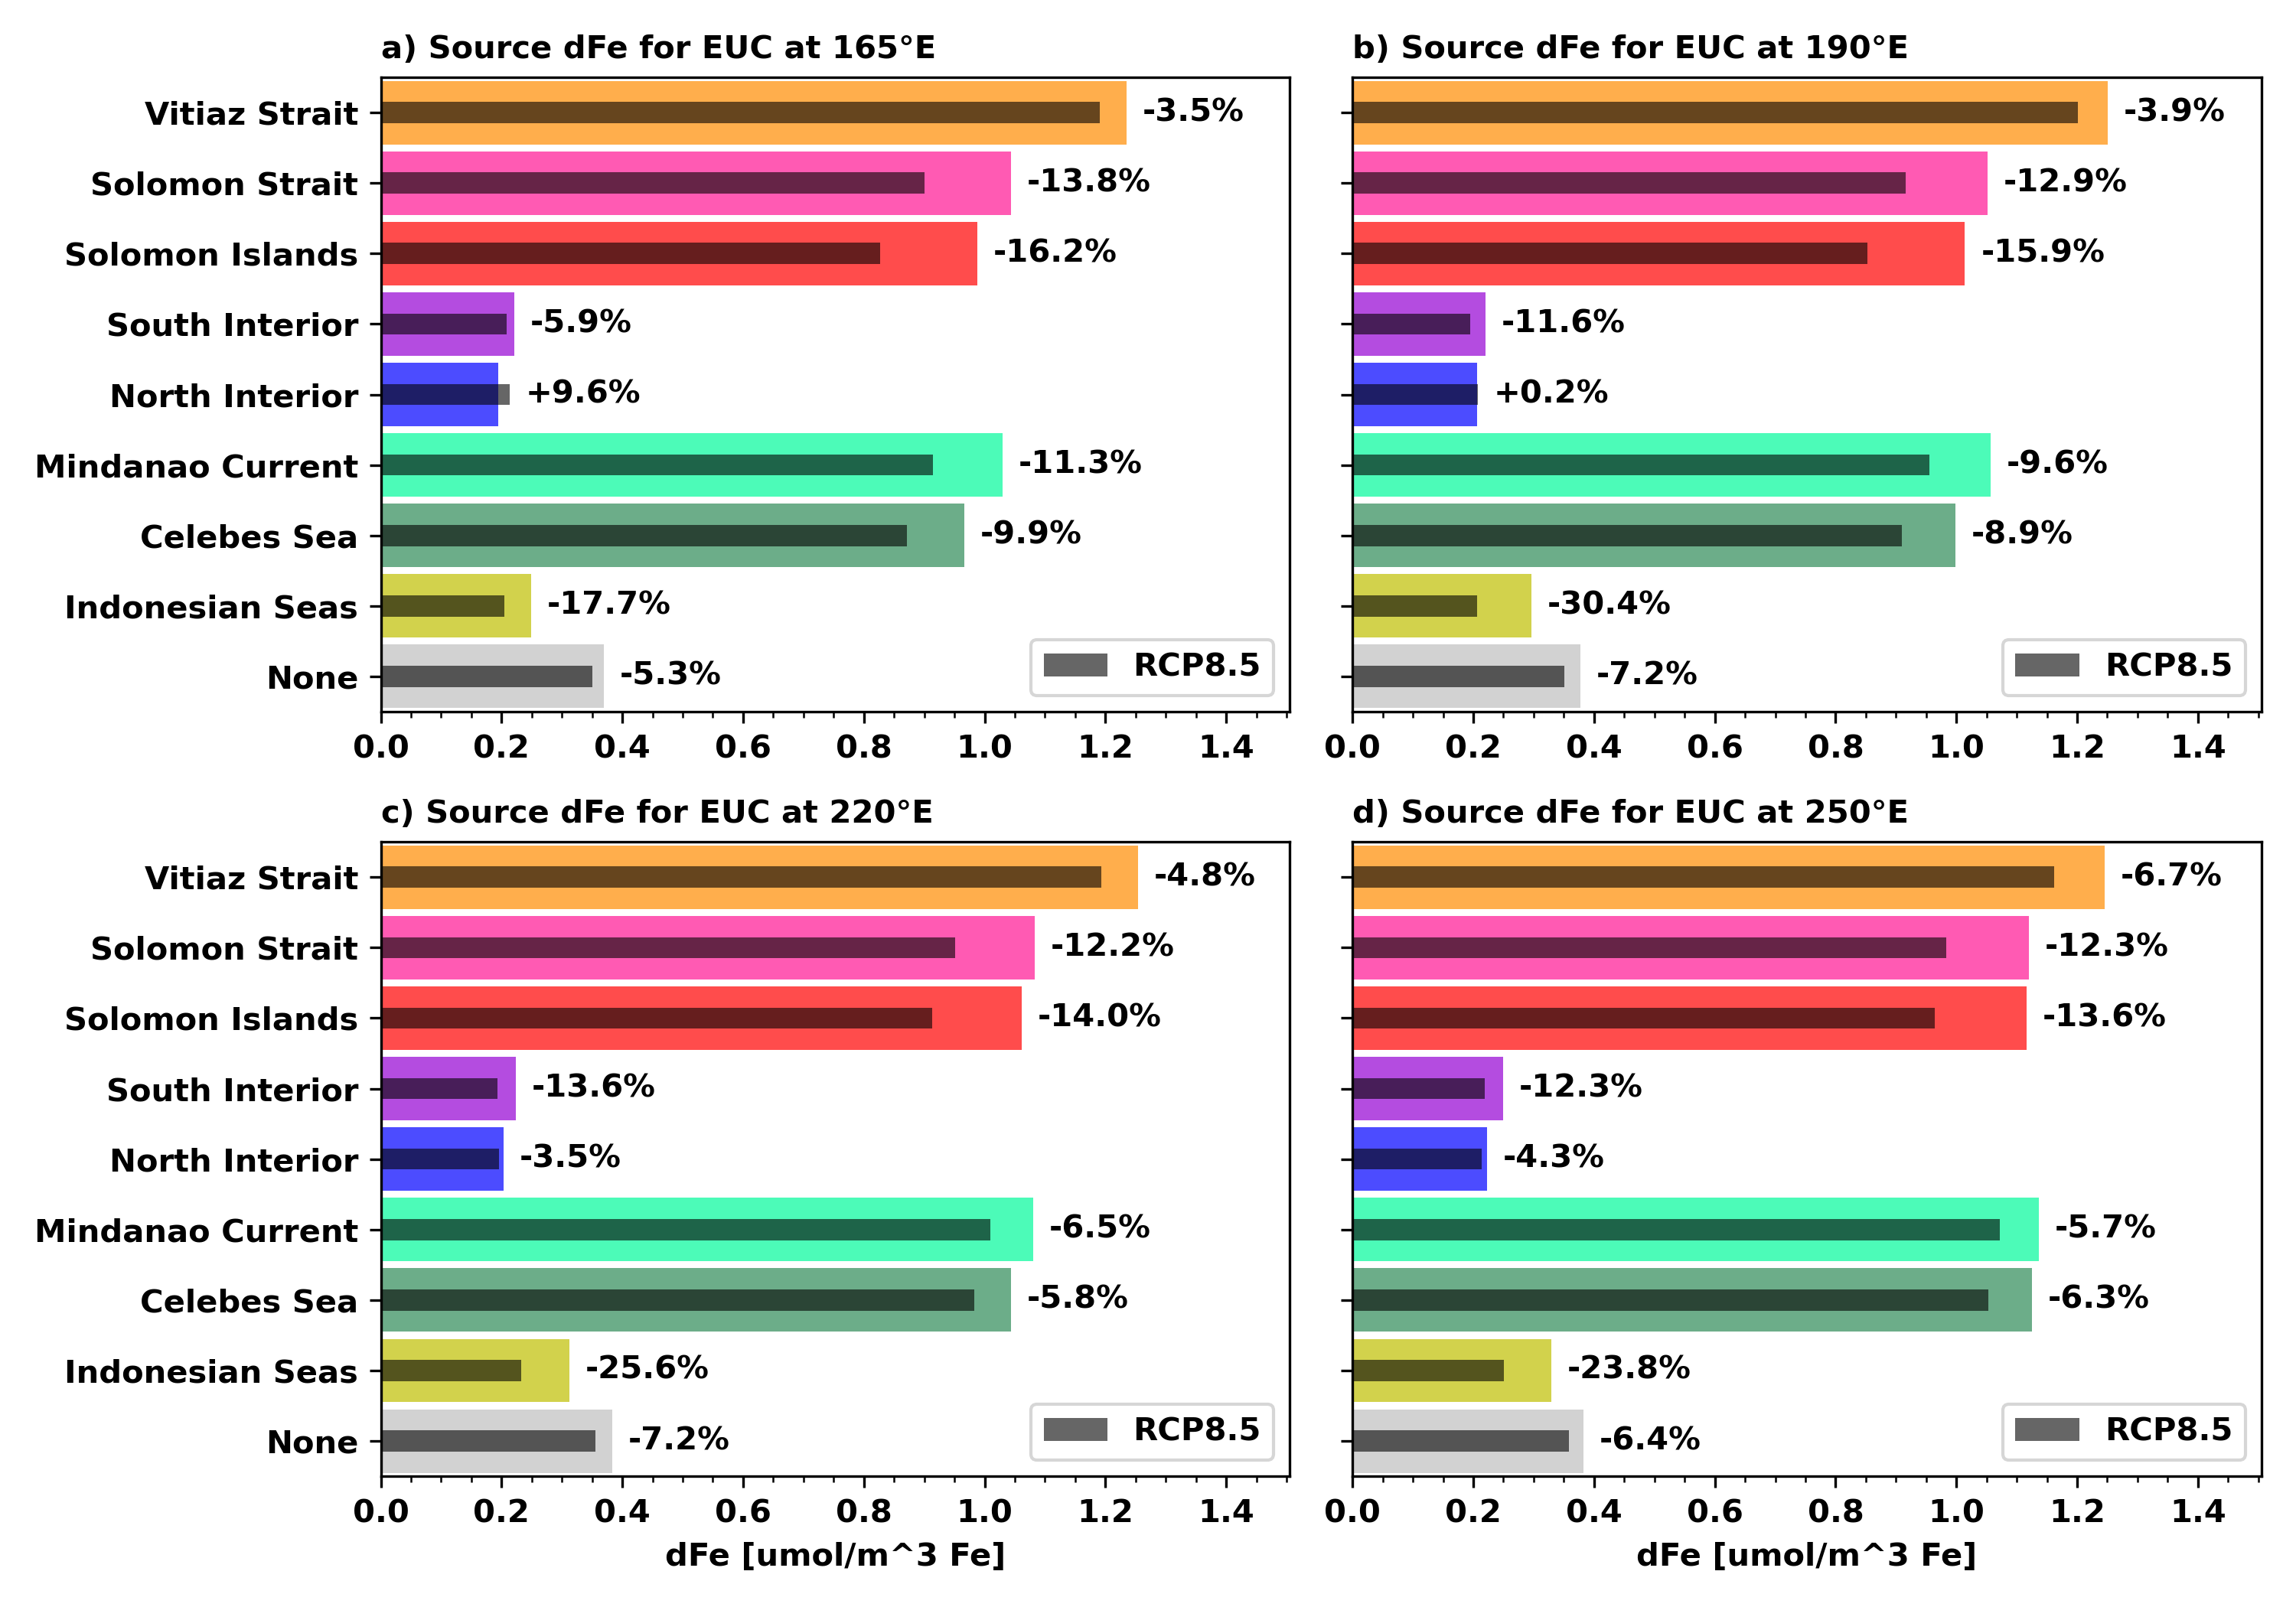 a) Source dFe for EUC at 165°E
Vitiaz Strait
-3.5%
Solomon Strait
-13.8%
Solomon Islands
-16.2%
South Interior
-5.9%
North Interior
+9.6%
Mindanao Current
-11.3%
Celebes Sea
-9.9%
Indonesian Seas
-17.7%
None
-5.3%
RCP8.5
0.0 0.2 0.4 0.6 0.8 1.0 1.2 1.4
b) Source dFe for EUC at 190°E
-3.9%
-12.9%
-15.9%
-11.6%
+0.2%
-9.6%
-8.9%
-30.4%
-7.2%
RCP8.5
0.0 0.2 0.4 0.6 0.8 1.0 1.2 1.4
c) Source dFe for EUC at 220°E
Vitiaz Strait
-4.8%
Solomon Strait
-12.2%
Solomon Islands
-14.0%
South Interior
-13.6%
North Interior
-3.5%
Mindanao Current
-6.5%
Celebes Sea
-5.8%
Indonesian Seas
-25.6%
None
-7.2%
RCP8.5
0.0 0.2 0.4 0.6 0.8 1.0 1.2 1.4
dFe [umol/m^3 Fe]
d) Source dFe for EUC at 250°E
-6.7%
-12.3%
-13.6%
-12.3%
-4.3%
-5.7%
-6.3%
-23.8%
-6.4%
RCP8.5
0.0 0.2 0.4 0.6 0.8 1.0 1.2 1.4
dFe [umol/m^3 Fe]